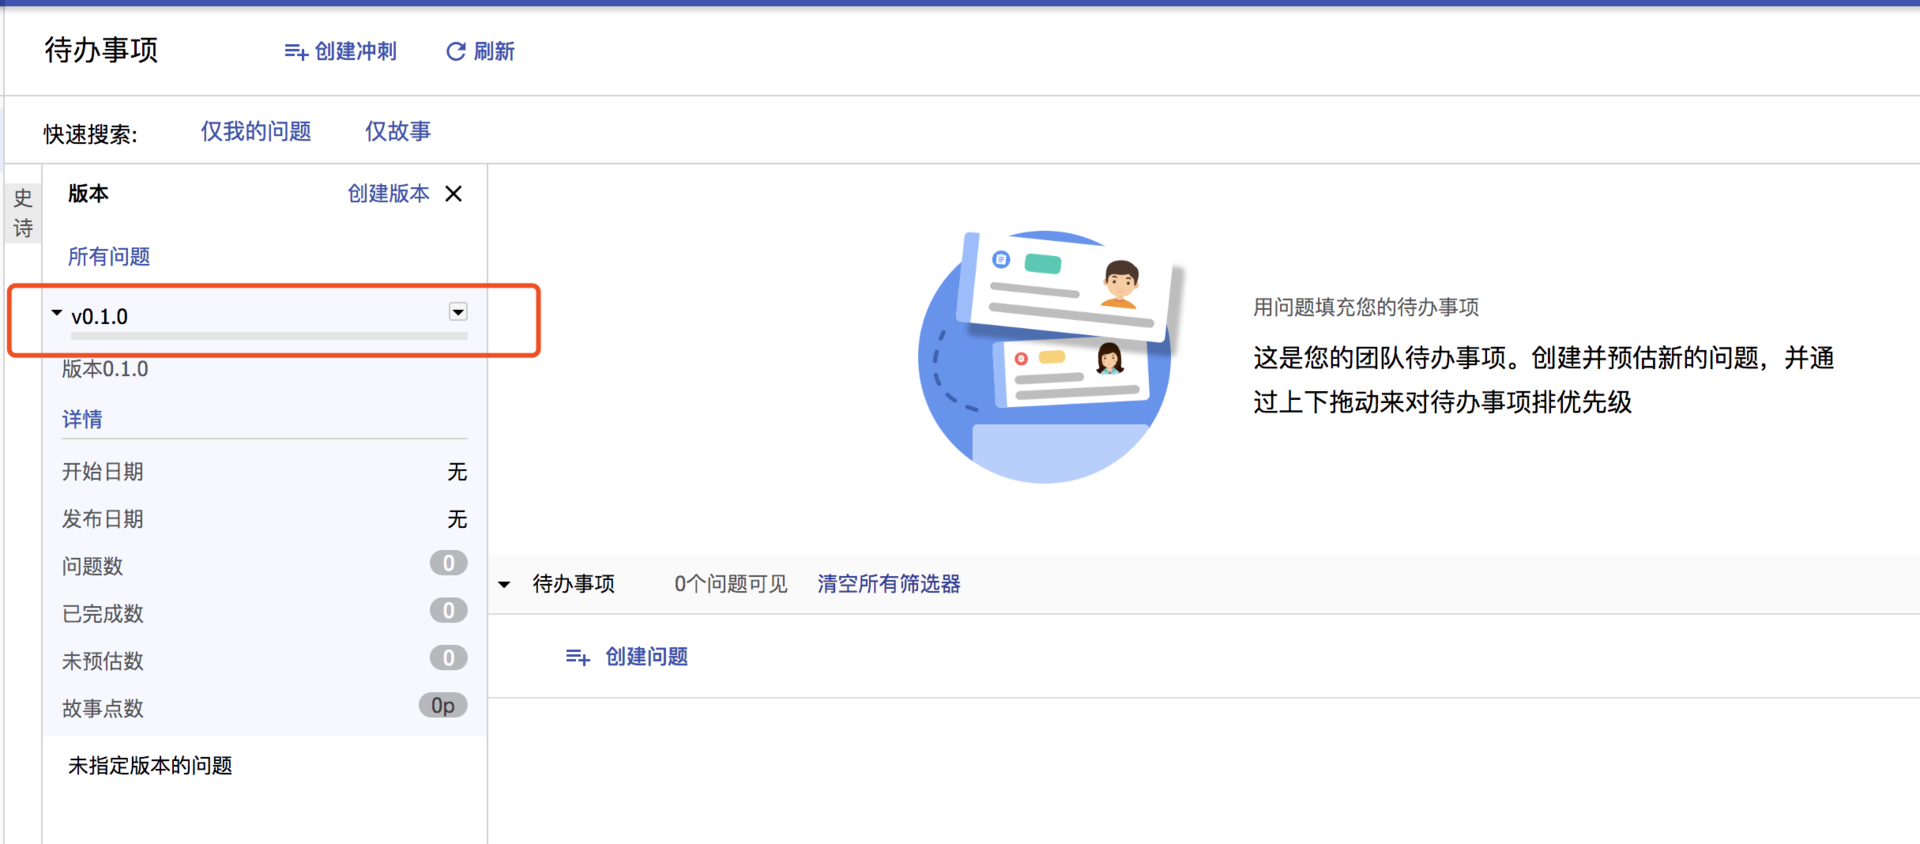 待办事项
创建冲刺
刷新
快速搜索:
仅我的问题
仅故事
史诗
版本
创建版本
所有问题
v0.1.0
版本0.1.0
详情
开始日期 无
发布日期 无
问题数 0
已完成数 0
未预估数 0
故事点数 0p
未指定版本的问题
用问题填充您的待办事项
这是您的团队待办事项。创建并预估新的问题，并通
过上下拖动来对待办事项排优先级
待办事项
0个问题可见
清空所有筛选器
创建问题